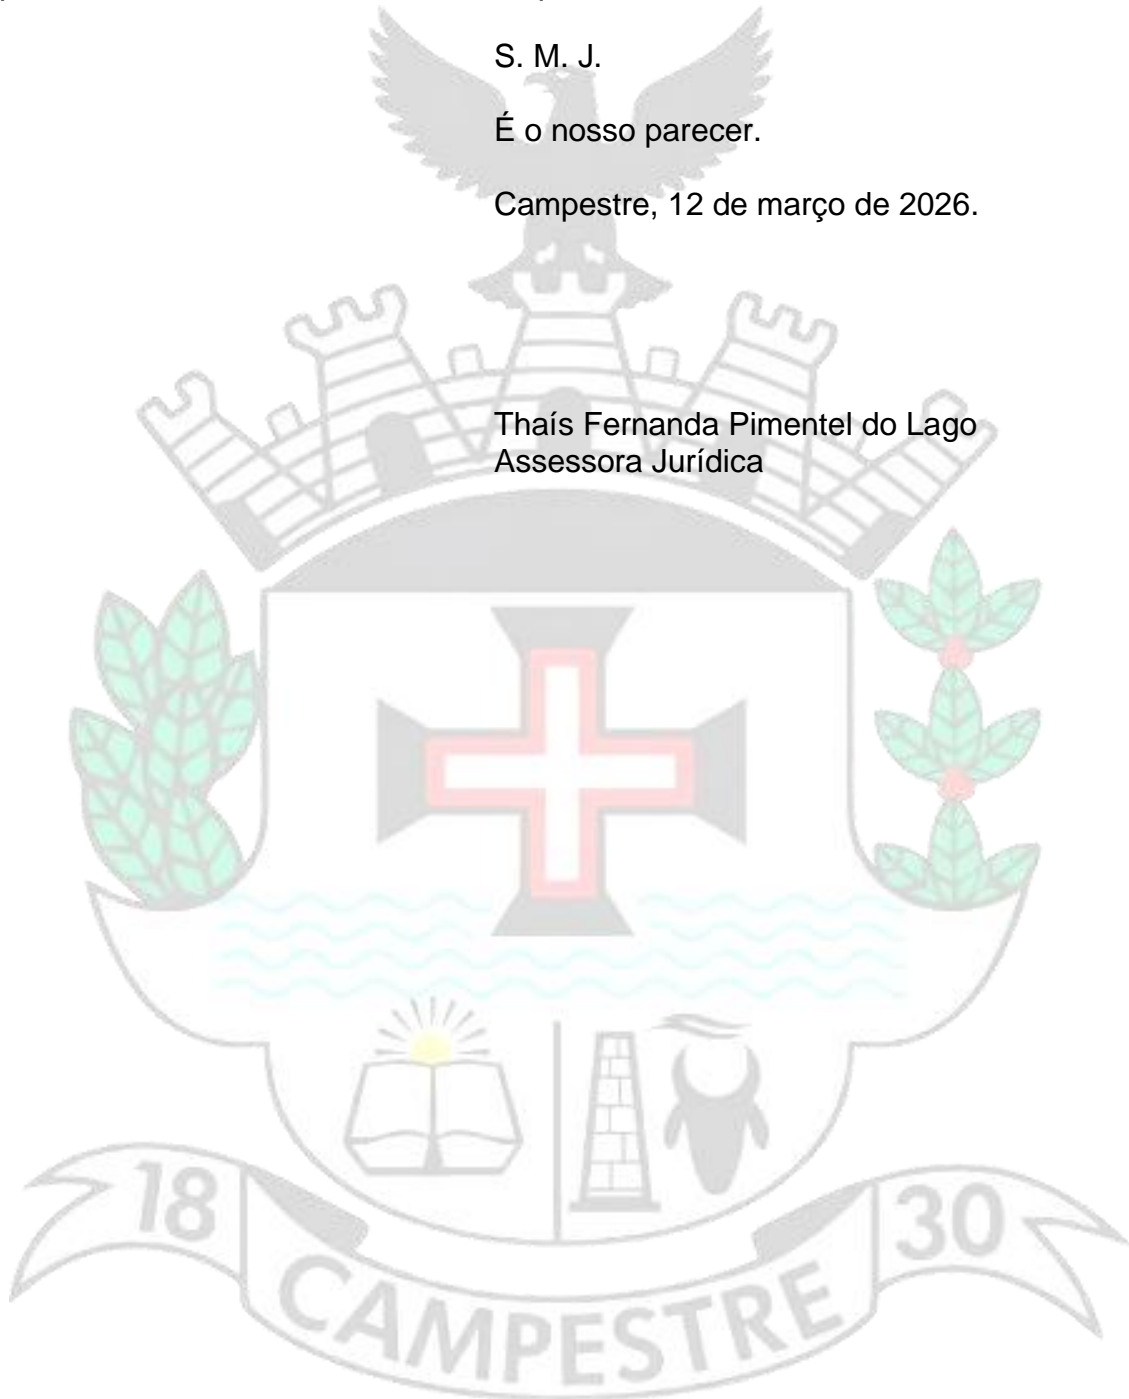 S. M. J.
É o nosso parecer.
Campestre, 12 de março de 2026.
Thaís Fernanda Pimentel do Lago
Assessora Jurídica
18
30
CAMPESTRE